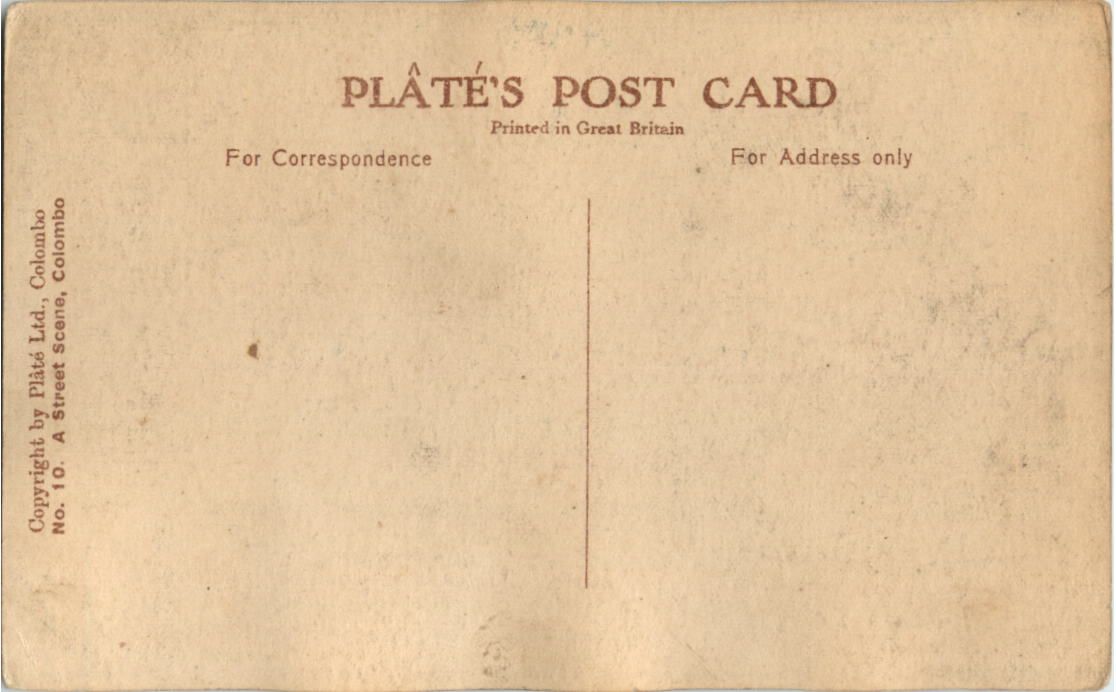 PLÂTÉ'S POST CARD
Printed in Great Britain
For Correspondence
For Address only
Copyright by Plâté Ltd., Colombo
No. 10. A Street Scene, Colombo